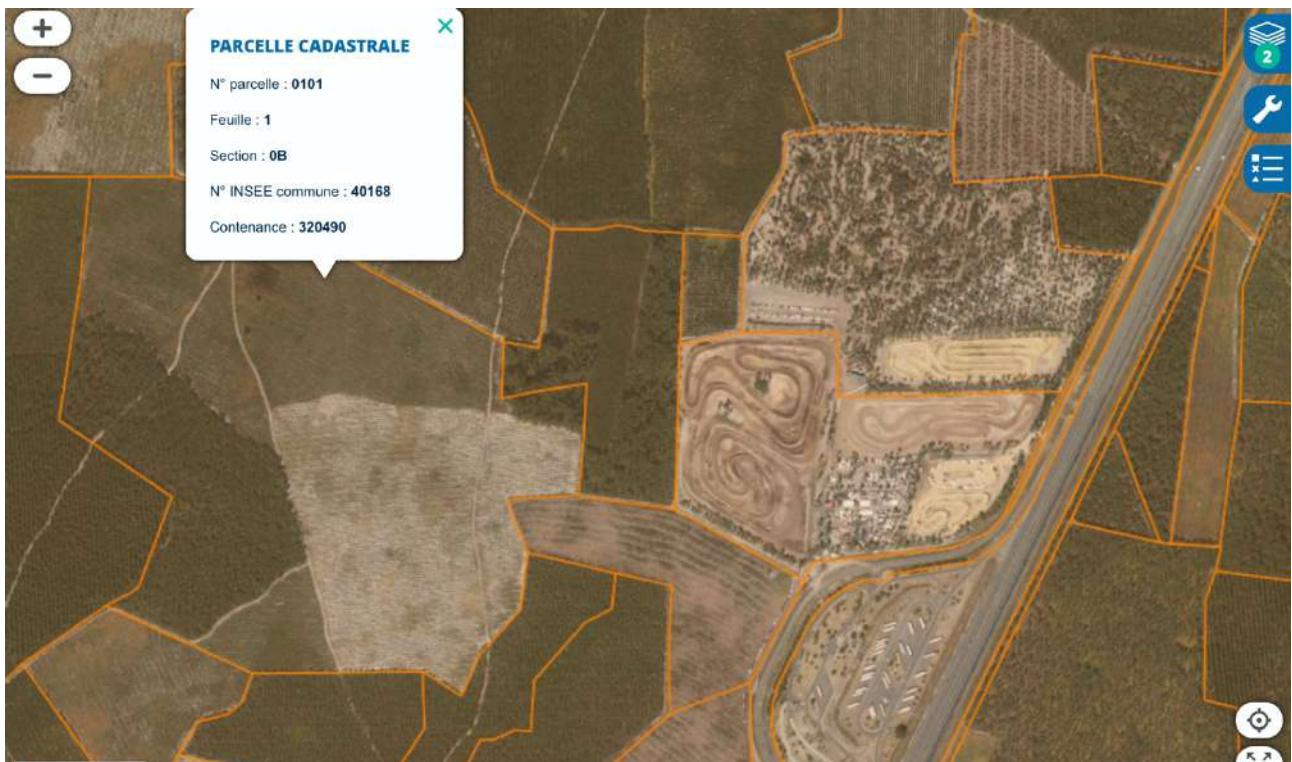 PARCELLE CADASTRALE
N° parcelle : 0101
Feuille : 1
Section : 0B
N° INSEE commune : 40168
Contenance : 320490
2